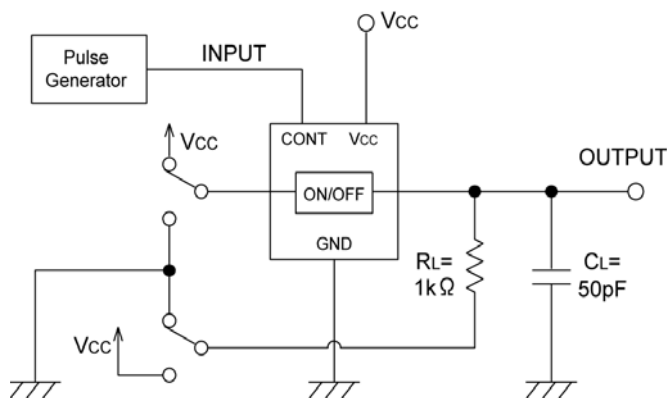 Pulse
Generator
INPUT
Vcc
CONT
Vcc
Vcc
ON/OFF
OUTPUT
GND
RL=
1kΩ
CL=
50pF
Vcc